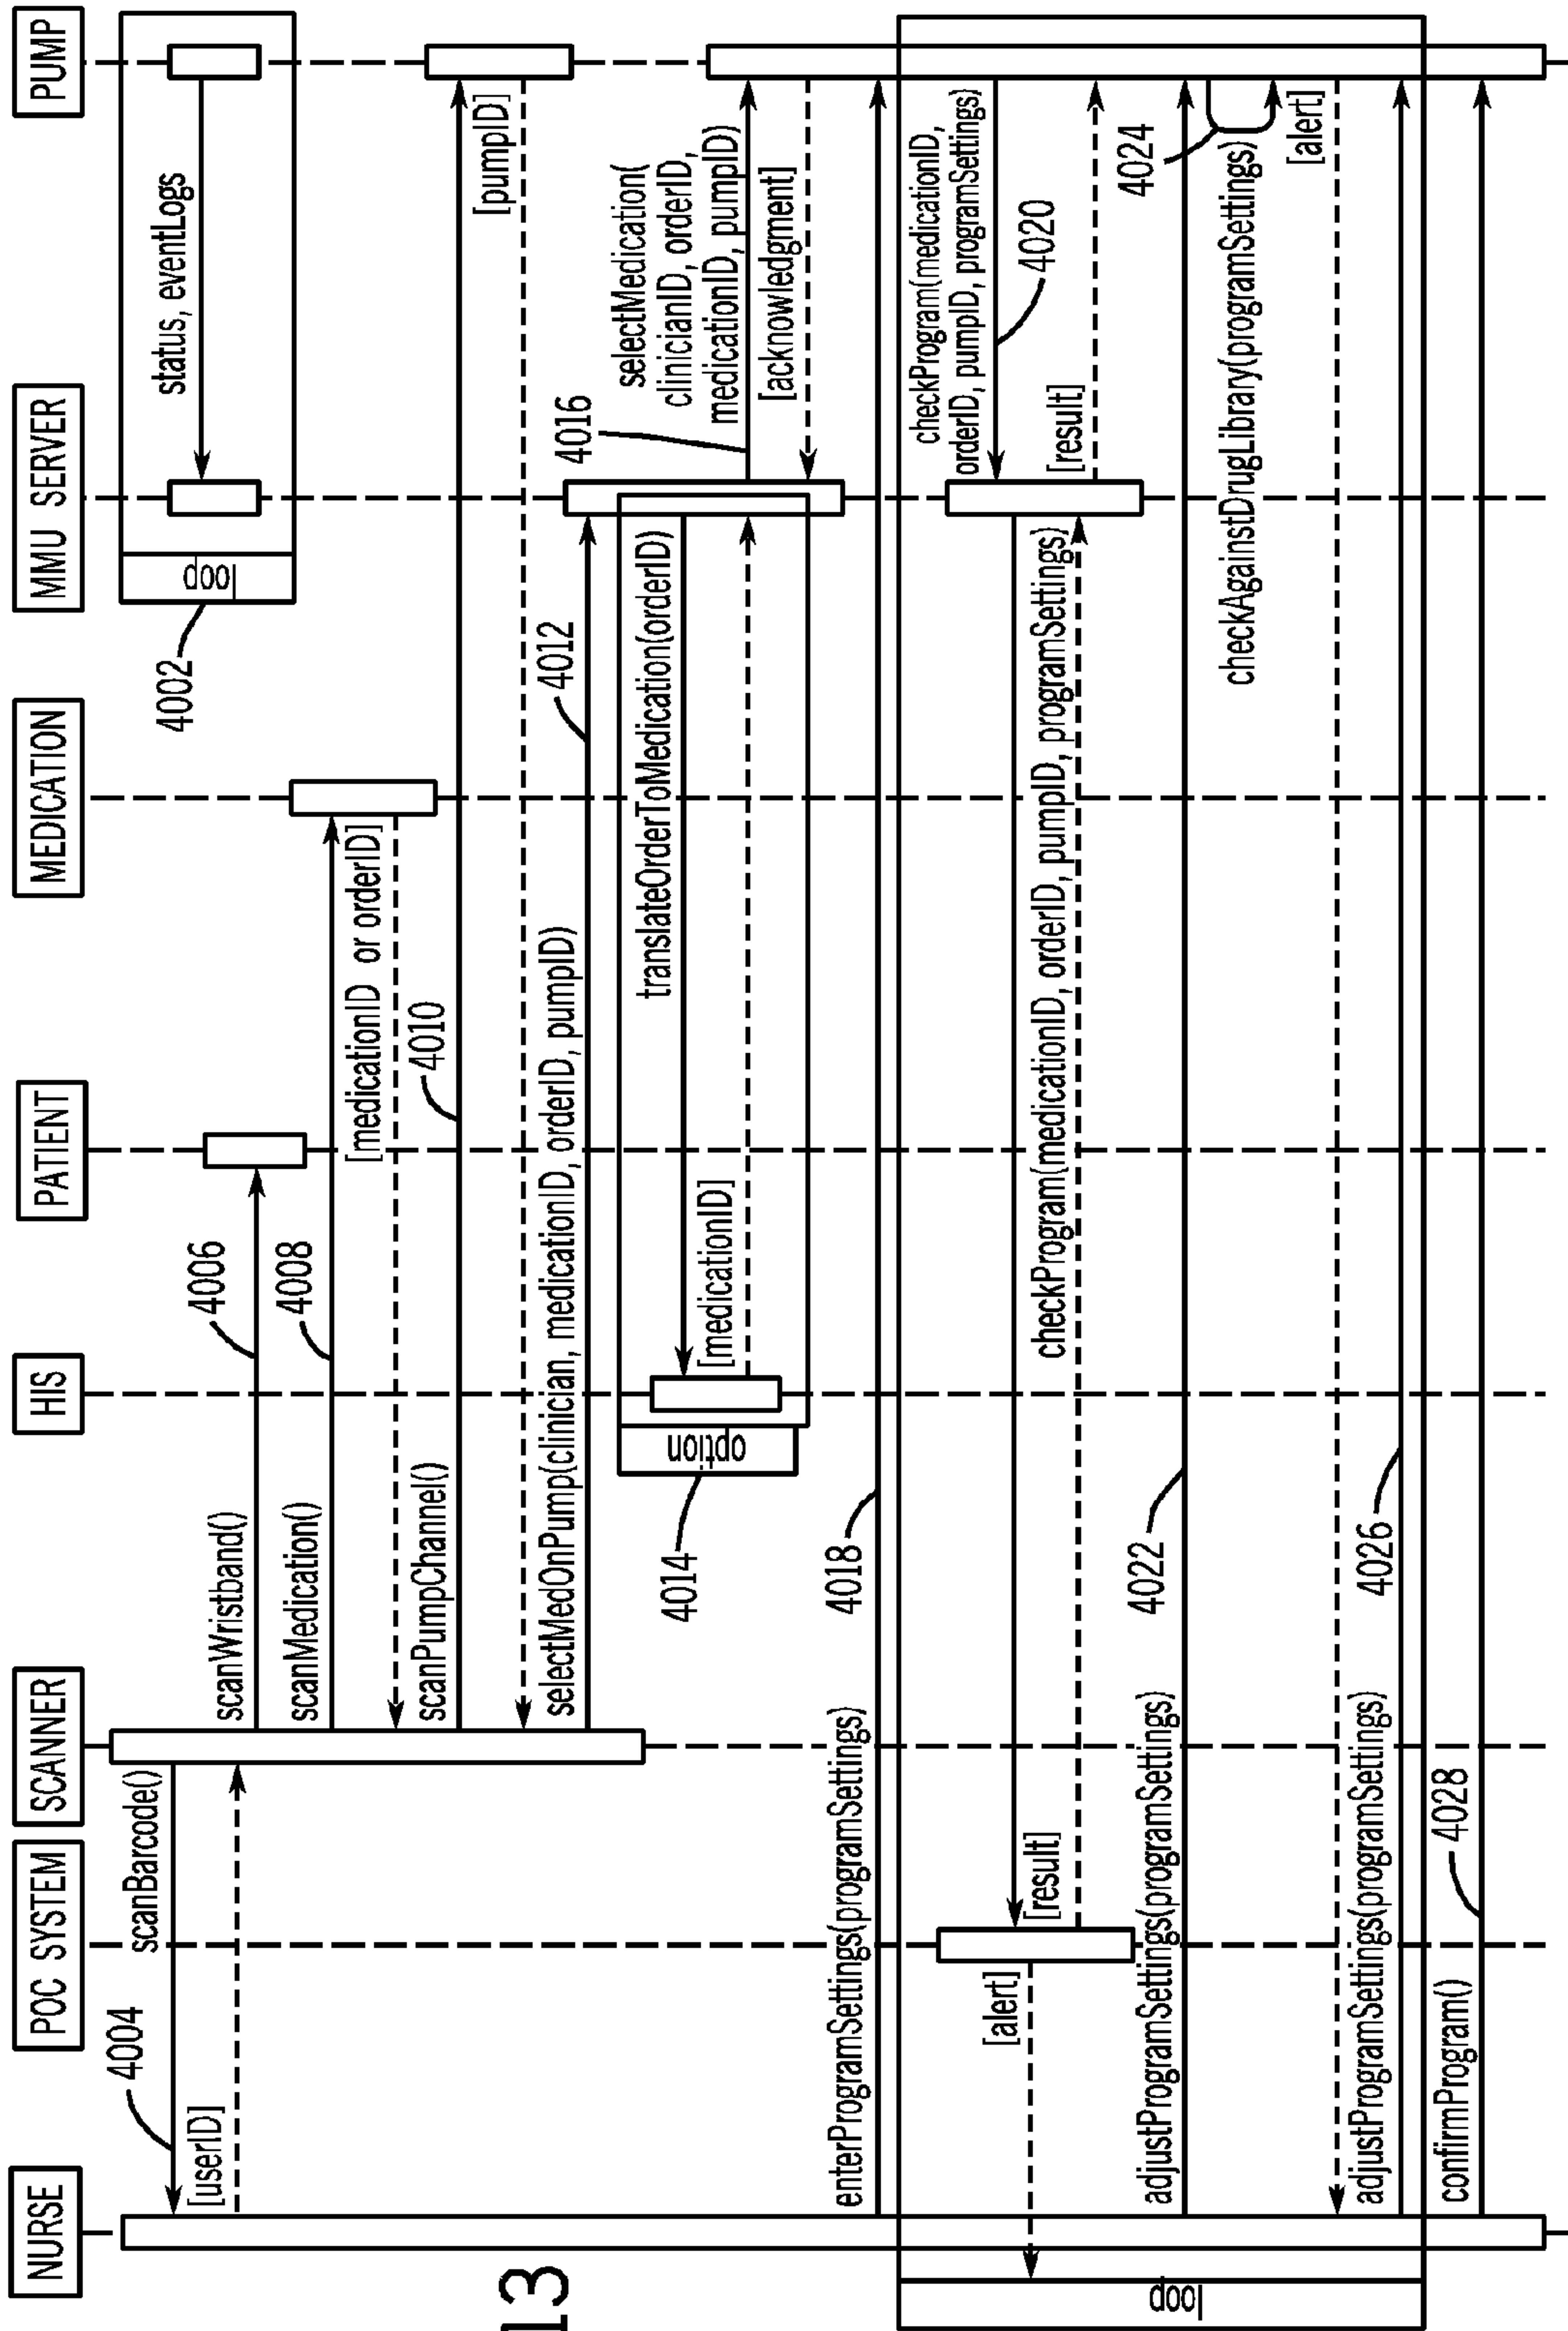 NURSE
POC SYSTEM
SCANNER
HIS
PATIENT
MEDICATION
MMU SERVER
PUMP
4004
scanBarcode()
[userID]
4002
loop
status, eventLogs
scanWristband()
4006
scanMedication()
4008
[medicationID or orderID]
scanPumpChannel()
4010
[pumpID]
13
selectMedOnPump(clinician, medicationID, orderID, pumpID)
4012
4014
option
translateOrderToMedication(orderID)
[medicationID]
4016
selectMedication(
clinicianID, orderID,
medicationID, pumpID)
[acknowledgment]
enterProgramSettings(programSettings)
4018
loop
checkProgram(medicationID,
orderID, pumpID, programSettings)
4020
[alert]
[result]
checkProgram(medicationID, orderID, pumpID, programSettings)
[result]
adjustProgramSettings(programSettings)
4022
4024
checkAgainstDrugLibrary(programSettings)
[alert]
adjustProgramSettings(programSettings)
4026
confirmProgram()
4028